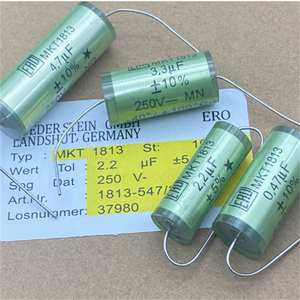 ERO
MKT1813
4.7µF
±10%
3.3µF
±10%
250V- MN
LANDSHUT, GERMANY
ERO
Typ MKT 1813 St:
Wert Tol 2.2 µF ±5
Spg Dat: 250 V-
Art.Nr. 1813-547/
Losnummer: 37980
ERO
MKT1813
2.2µF
±5%
ERO
MKT1813
0.47µF
±10%